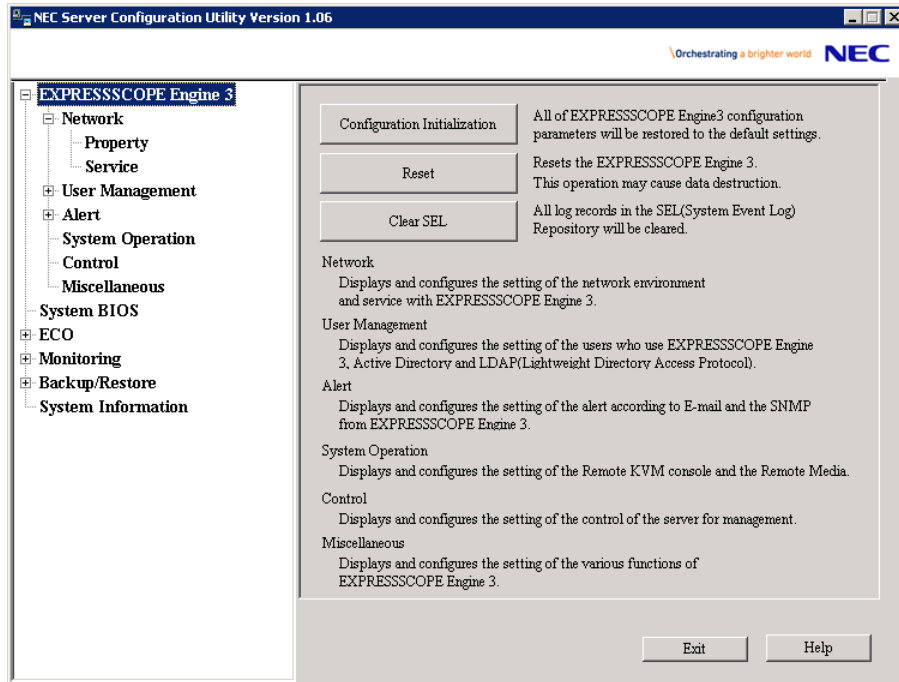 NEC Server Configuration Utility Version 1.06
\Orchestrating a brighter world NEC
EXPRESSSCOPE Engine 3
Network
Property
Service
User Management
Alert
System Operation
Control
Miscellaneous
System BIOS
ECO
Monitoring
Backup/Restore
System Information
Configuration Initialization
All of EXPRESSSCOPE Engine3 configuration
parameters will be restored to the default settings.
Reset
Resets the EXPRESSSCOPE Engine 3.
This operation may cause data destruction.
Clear SEL
All log records in the SEL(System Event Log)
Repository will be cleared.
Network
Displays and configures the setting of the network environment
and service with EXPRESSSCOPE Engine 3.
User Management
Displays and configures the setting of the users who use EXPRESSSCOPE Engine
3, Active Directory and LDAP(Lightweight Directory Access Protocol).
Alert
Displays and configures the setting of the alert according to E-mail and the SNMP
from EXPRESSSCOPE Engine 3.
System Operation
Displays and configures the setting of the Remote KVM console and the Remote Media.
Control
Displays and configures the setting of the control of the server for management.
Miscellaneous
Displays and configures the setting of the various functions of
EXPRESSSCOPE Engine 3.
Exit
Help